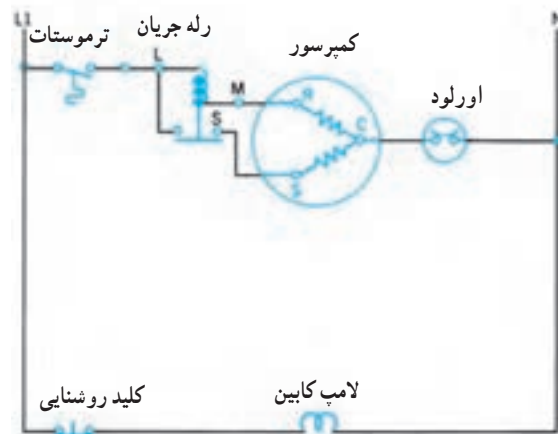 L1
N
ترموستات
رله جریان
کمپرسور
اورلود
L
M
S
R
C
S
کلید روشنایی
لامپ کابین